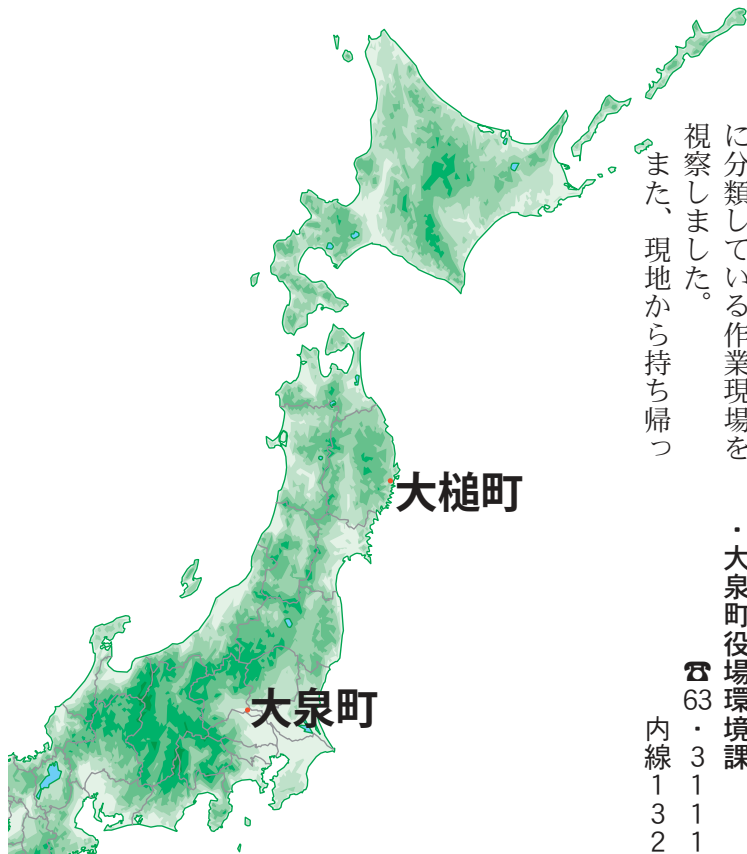 に分類している作業現場を
視察しました。
また、現地から持ち帰っ
大槌町
・大泉町役場環境課
☎63・3111
内線132
大泉町